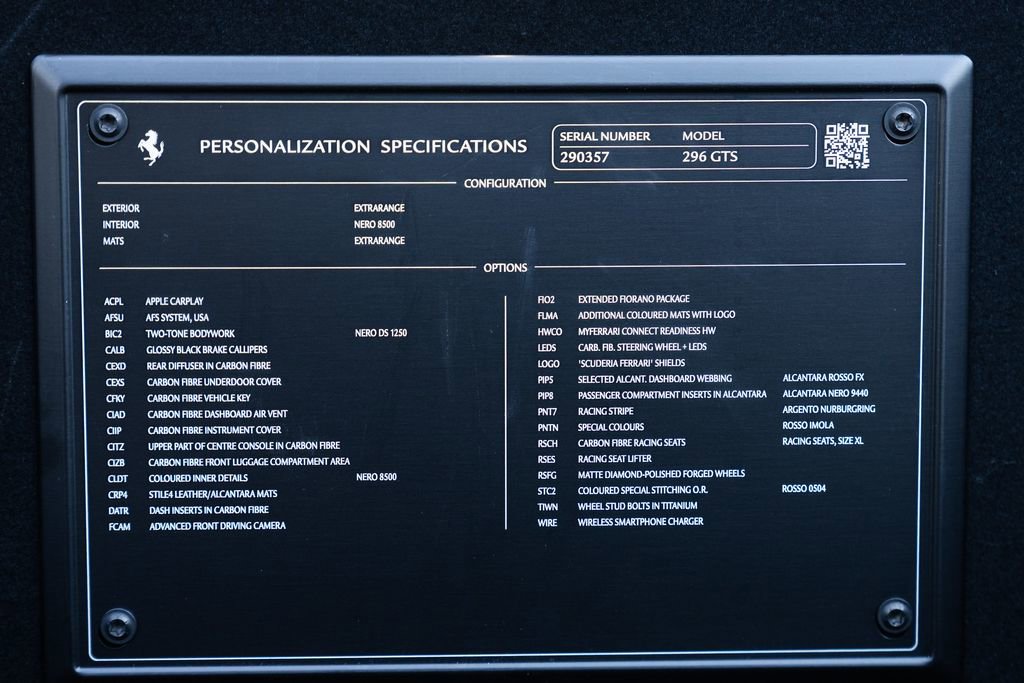 PERSONALIZATION SPECIFICATIONS
SERIAL NUMBER MODEL
290357 296 GTS
CONFIGURATION
EXTERIOR EXTRARANGE
INTERIOR NERO 8500
MATS EXTRARANGE
OPTIONS
ACPL APPLE CARPLAY
AFSU AFS SYSTEM, USA
BIC2 TWO-TONE BODYWORK NERO DS 1250
CALB GLOSSY BLACK BRAKE CALLIPERS
CEXD REAR DIFFUSER IN CARBON FIBRE
CEXS CARBON FIBRE UNDERDOOR COVER
CFKY CARBON FIBRE VEHICLE KEY
CIAD CARBON FIBRE DASHBOARD AIR VENT
CIIP CARBON FIBRE INSTRUMENT COVER
CITZ UPPER PART OF CENTRE CONSOLE IN CARBON FIBRE
CIZB CARBON FIBRE FRONT LUGGAGE COMPARTMENT AREA
CLDT COLOURED INNER DETAILS NERO 8500
CRP4 STILE4 LEATHER/ALCANTARA MATS
DATR DASH INSERTS IN CARBON FIBRE
FCAM ADVANCED FRONT DRIVING CAMERA
FIO2 EXTENDED FIORANO PACKAGE
FLMA ADDITIONAL COLOURED MATS WITH LOGO
HWCO MYFERRARI CONNECT READINESS HW
LEDS CARB. FIB. STEERING WHEEL + LEDS
LOGO 'SCUDERIA FERRARI' SHIELDS
PIP5 SELECTED ALCANT. DASHBOARD WEBBING ALCANTARA ROSSO FX
PIP8 PASSENGER COMPARTMENT INSERTS IN ALCANTARA ALCANTARA NERO 9440
PNT7 RACING STRIPE ARGENTO NURBURGRING
PNTN SPECIAL COLOURS ROSSO IMOLA
RSCH CARBON FIBRE RACING SEATS RACING SEATS, SIZE XL
RSES RACING SEAT LIFTER
RSFG MATTE DIAMOND-POLISHED FORGED WHEELS
STC2 COLOURED SPECIAL STITCHING O.R. ROSSO 0504
TIWN WHEEL STUD BOLTS IN TITANIUM
WIRE WIRELESS SMARTPHONE CHARGER